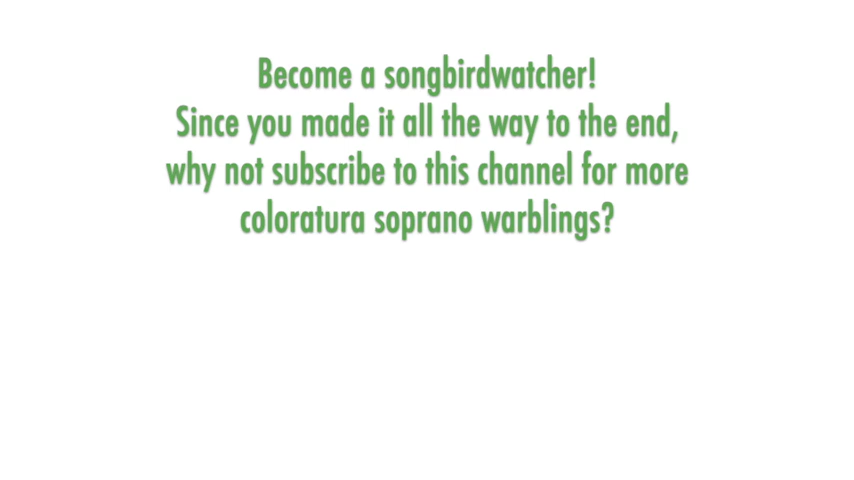 Become a songbirdwatcher!
Since you made it all the way to the end,
why not subscribe to this channel for more
coloratura soprano warblings?